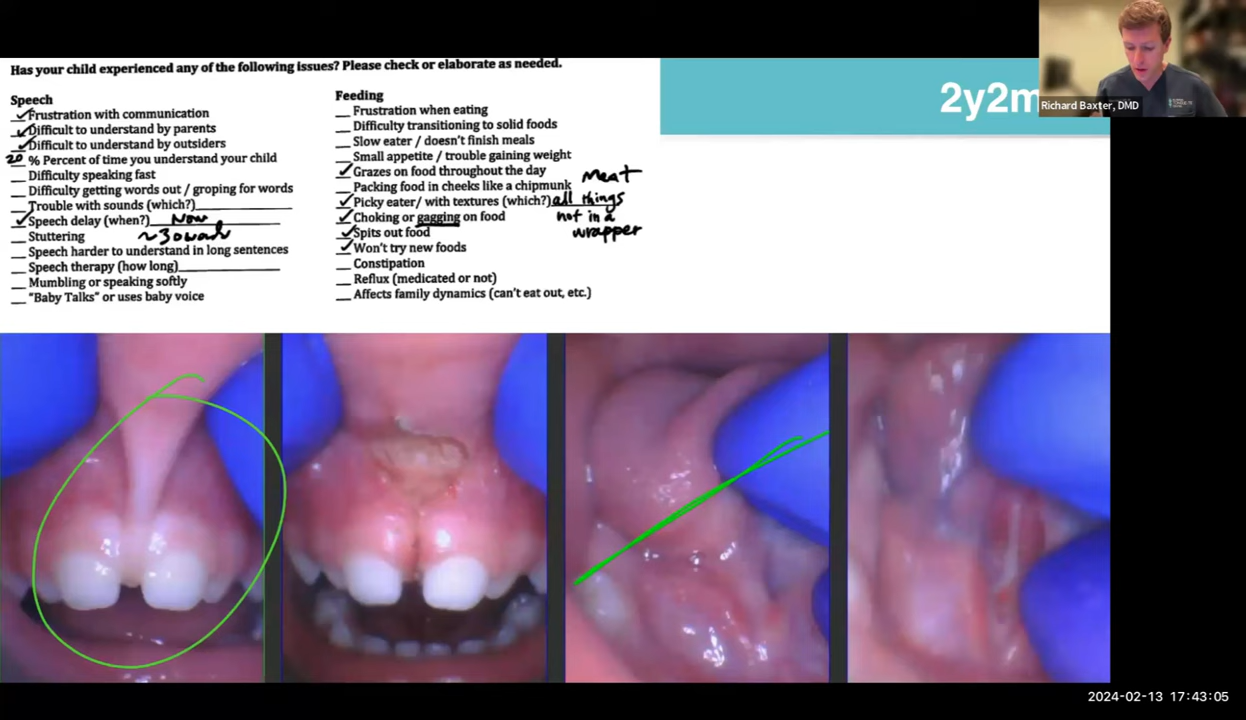 Has your child experienced any of the following issues? Please check or elaborate as needed.
Speech
Frustration with communication
Difficult to understand by parents
Difficult to understand by outsiders
20 % Percent of time you understand your child
Difficulty speaking fast
Difficulty getting words out / groping for words
Trouble with sounds (which?)
Speech delay (when?) Now
Stuttering ~30 words
Speech harder to understand in long sentences
Speech therapy (how long)
Mumbling or speaking softly
"Baby Talks" or uses baby voice
Feeding
Frustration when eating
Difficulty transitioning to solid foods
Slow eater / doesn't finish meals
Small appetite / trouble gaining weight
Grazes on food throughout the day
Packing food in cheeks like a chipmunk meat
Picky eater/ with textures (which?) all things
Choking or gagging on food not in a
Spits out food wrapper
Won't try new foods
Constipation
Reflux (medicated or not)
Affects family dynamics (can't eat out, etc.)
2y2m
Richard Baxter, DMD
2024-02-13 17:43:05